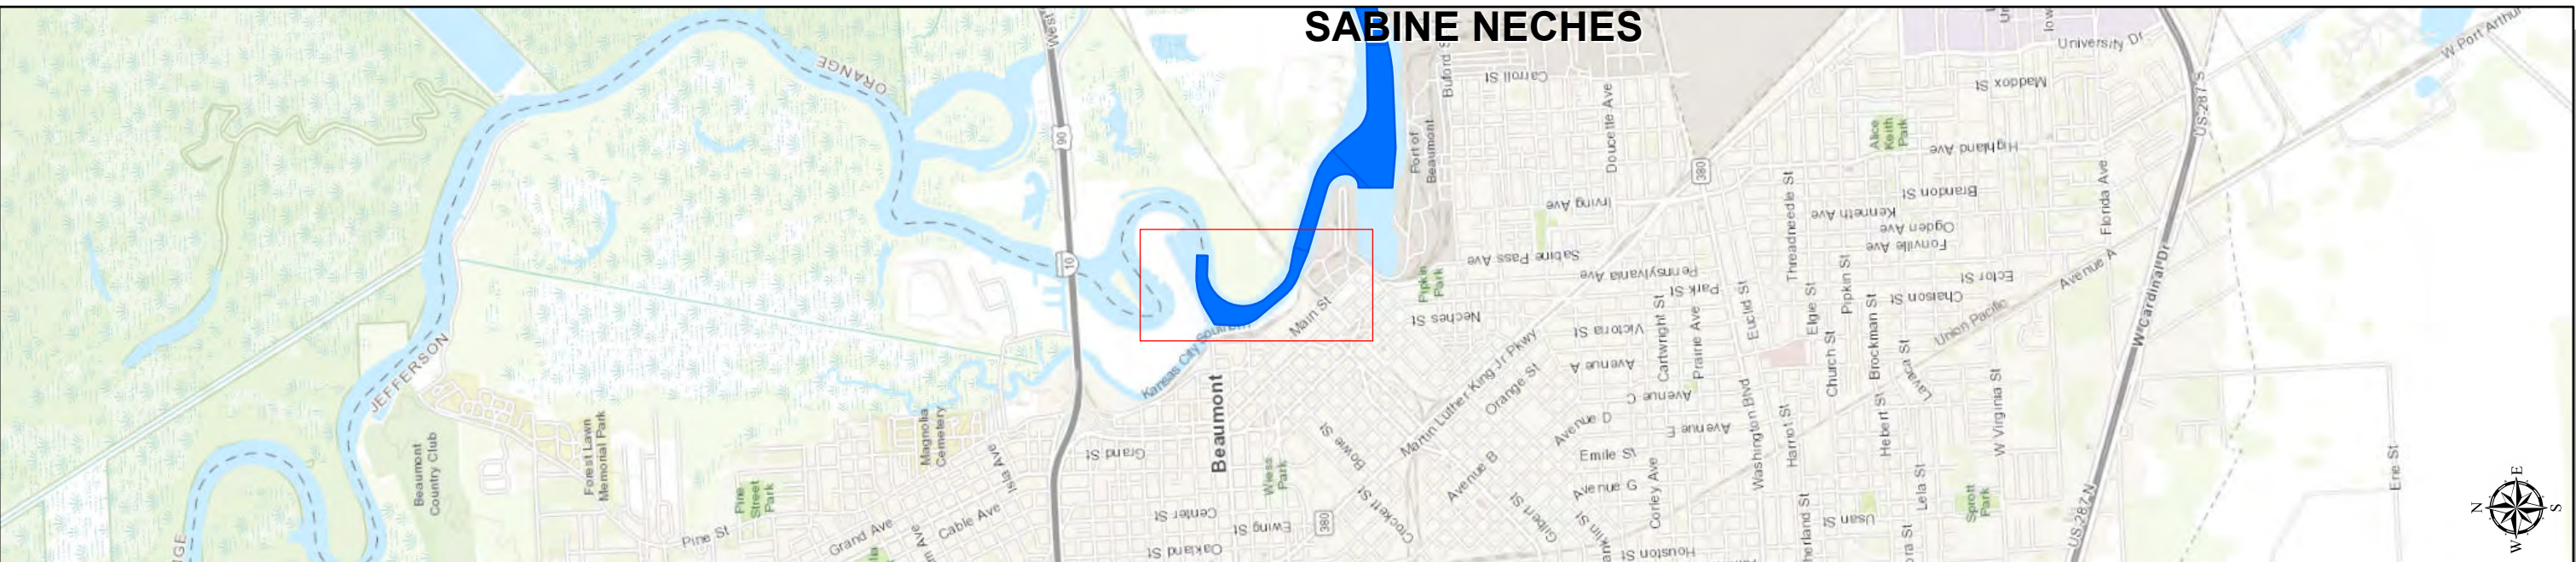 SABINE NECHES
West
ORANGE
90
10
JEFFERSON
Beaumont
Country Club
Forest Lawn
Memorial Park
Pine
Street
Park
Magnolia
Cemetery
Isla Ave
Pine St
Grand Ave
Cable Ave
Kansas City Southern
Main St
Beaumont
Grand St
Center St
Oakland St
Ewing St
Wiess
Park
380
Bowie St
Crockett St
Port of
Beaumont
Buford S
Carroll St
Doucette Ave
Irving Ave
Sabine Pass Ave
Pipkin
Park
Neches St
Pennsylvania Ave
Park St
Victoria St
Avenue A
Avenue C
Avenue D
Avenue E
Emile St
Avenue G
Avenue B
Gilbert St
Orange St
Martin Luther King Jr Pkwy
Cartwright St
Prairie Ave
Euclid St
Washington Blvd
Corley Ave
Houston St
Harriot St
380
Threadneedle St
Elgie St
Pipkin St
Church St
Brockman St
Hebert St
Lavaca St
Lela St
Usan St
Sprott
Park
W Virginia St
Union Pacific
Chaison St
Ector St
Fonville Ave
Ogden Ave
Kenneth Ave
Brandon St
Highland Ave
Alice
Keith
Park
Maddox St
University Dr
Florida Ave
Avenue A
US-287 S
W Cardinal Dr
US-287 N
W Port Arthur
Erie St
N
E
S
W